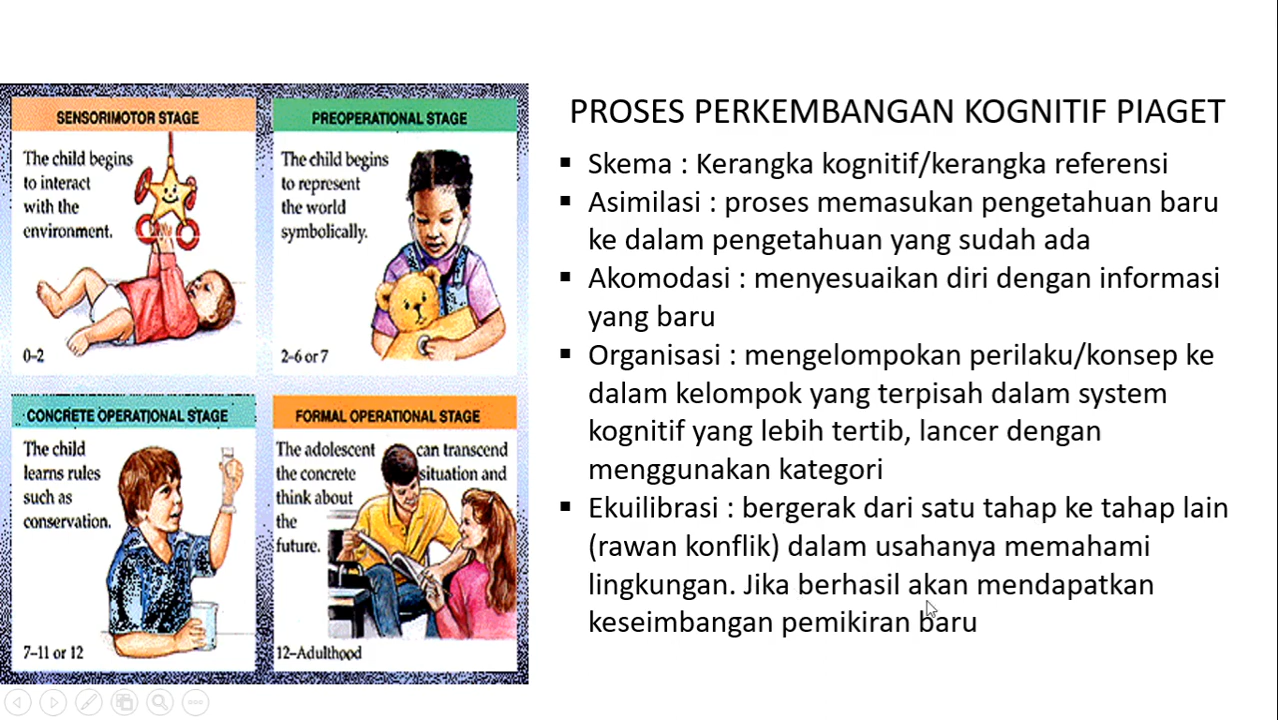 SENSORIMOTOR STAGE
The child begins
to interact
with the
environment.
0–2
PREOPERATIONAL STAGE
The child begins
to represent
the world
symbolically.
2–6 or 7
CONCRETE OPERATIONAL STAGE
The child
learns rules
such as
conservation.
7–11 or 12
FORMAL OPERATIONAL STAGE
The adolescent can transcend
the concrete situation and
think about
the
future.
12–Adulthood
PROSES PERKEMBANGAN KOGNITIF PIAGET
▪ Skema : Kerangka kognitif/kerangka referensi
▪ Asimilasi : proses memasukan pengetahuan baru
ke dalam pengetahuan yang sudah ada
▪ Akomodasi : menyesuaikan diri dengan informasi
yang baru
▪ Organisasi : mengelompokan perilaku/konsep ke
dalam kelompok yang terpisah dalam system
kognitif yang lebih tertib, lancer dengan
menggunakan kategori
▪ Ekuilibrasi : bergerak dari satu tahap ke tahap lain
(rawan konflik) dalam usahanya memahami
lingkungan. Jika berhasil akan mendapatkan
keseimbangan pemikiran baru